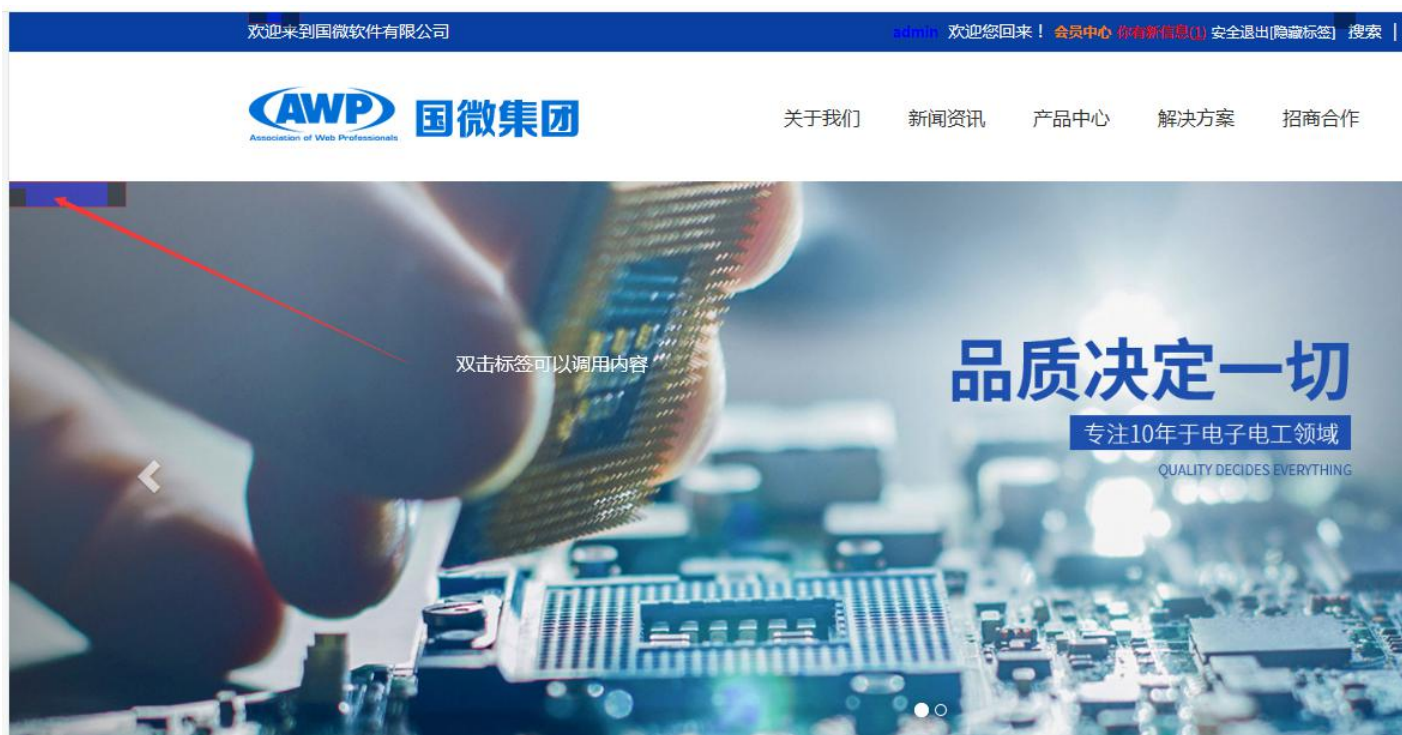 欢迎来到国微软件有限公司
admin 欢迎您回来！ 会员中心 你有新信息(1) 安全退出[隐藏标签] 搜索 |
AWP
Association of Web Professionals
国微集团
关于我们 新闻资讯 产品中心 解决方案 招商合作
双击标签可以调用内容
品质决定一切
专注10年于电子电工领域
QUALITY DECIDES EVERYTHING